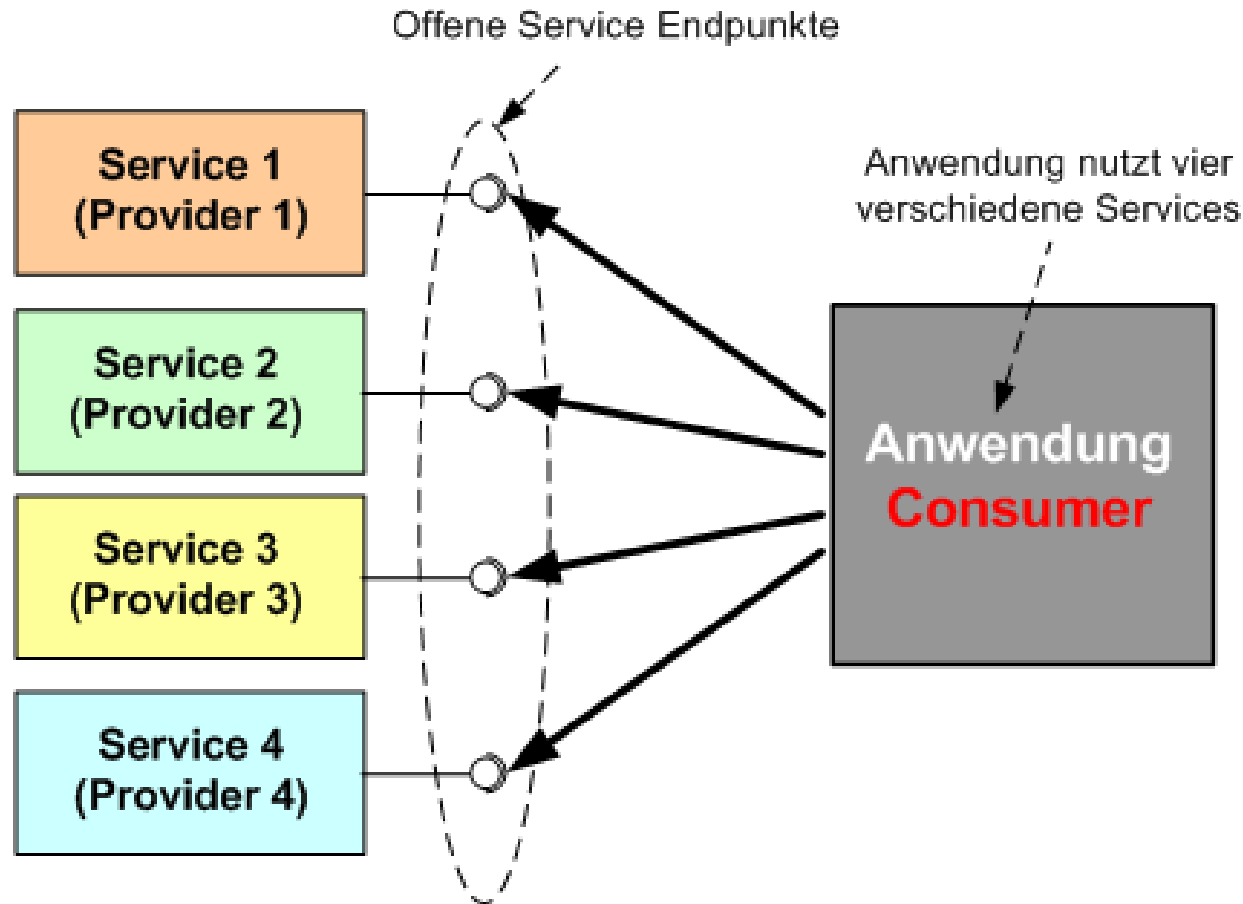 Offene Service Endpunkte
Service 1
(Provider 1)
Service 2
(Provider 2)
Service 3
(Provider 3)
Service 4
(Provider 4)
Anwendung nutzt vier
verschiedene Services
Anwendung
Consumer